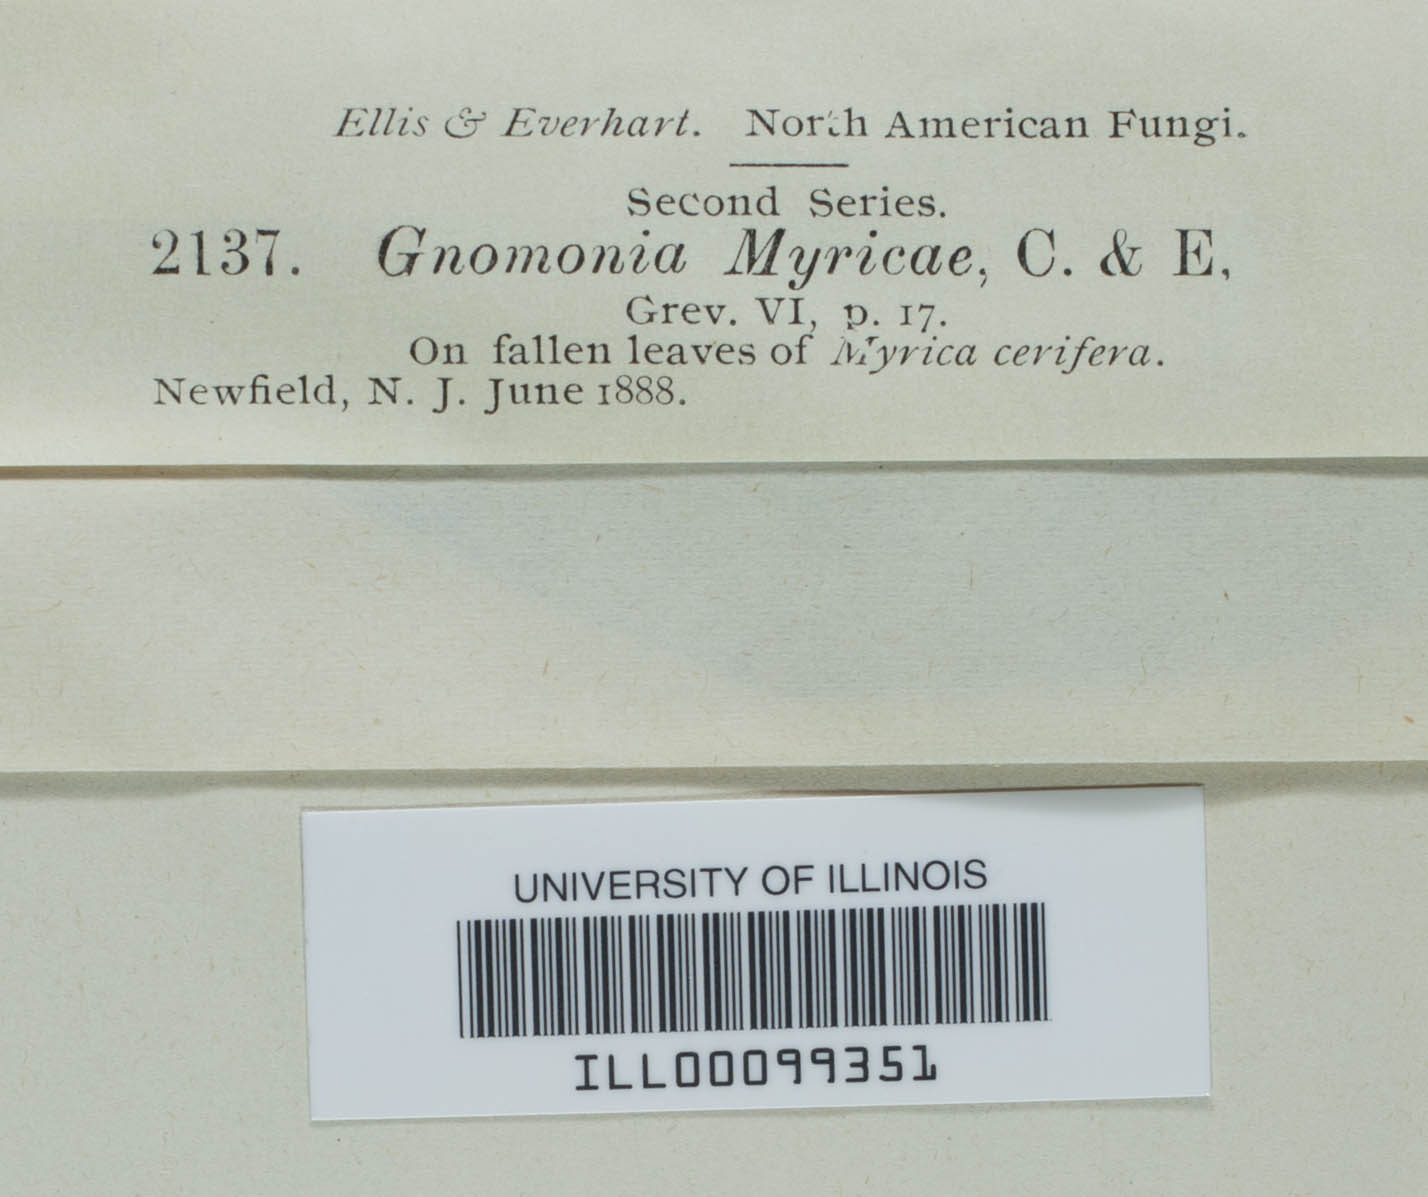 Ellis & Everhart. North American Fungi.
Second Series.
2137. Gnomonia Myricae, C. & E,
Grev. VI, p. 17.
On fallen leaves of Myrica cerifera.
Newfield, N. J. June 1888.
UNIVERSITY OF ILLINOIS
ILL00099351